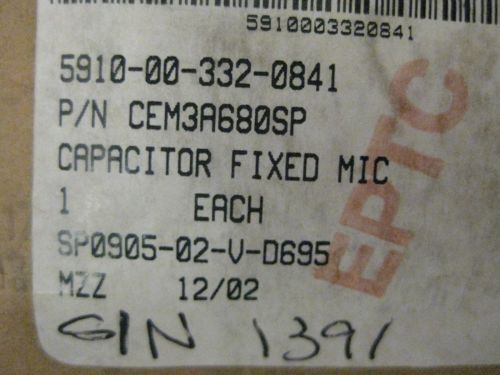 5910003320841
5910-00-332-0841
P/N CEM3A680SP
CAPACITOR FIXED MIC
1 EACH
SP0905-02-V-D695
MZZ 12/02
EPTC
GIN 1391